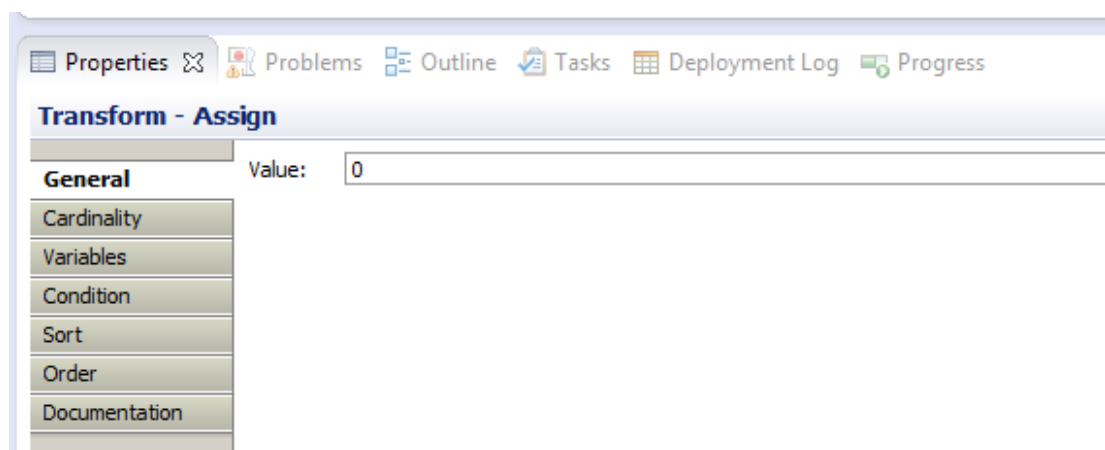 Properties Problems Outline Tasks Deployment Log Progress
Transform - Assign
General
Value: 0
Cardinality
Variables
Condition
Sort
Order
Documentation